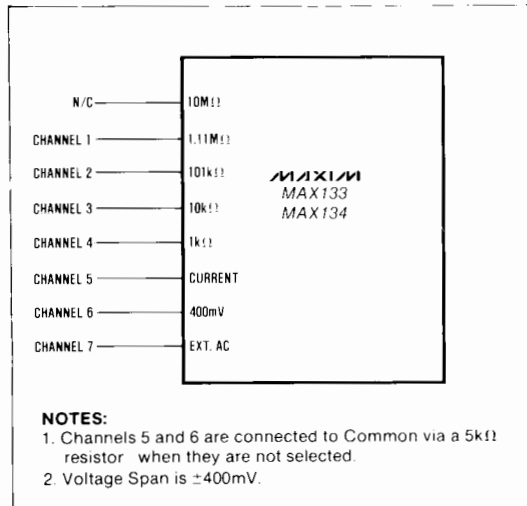 N/C 10MΩ
CHANNEL 1 1.11MΩ
CHANNEL 2 101kΩ
CHANNEL 3 10kΩ
CHANNEL 4 1kΩ
CHANNEL 5 CURRENT
CHANNEL 6 400mV
CHANNEL 7 EXT. AC
MAXIM
MAX133
MAX134
NOTES:
1. Channels 5 and 6 are connected to Common via a 5kΩ
resistor when they are not selected.
2. Voltage Span is ±400mV.